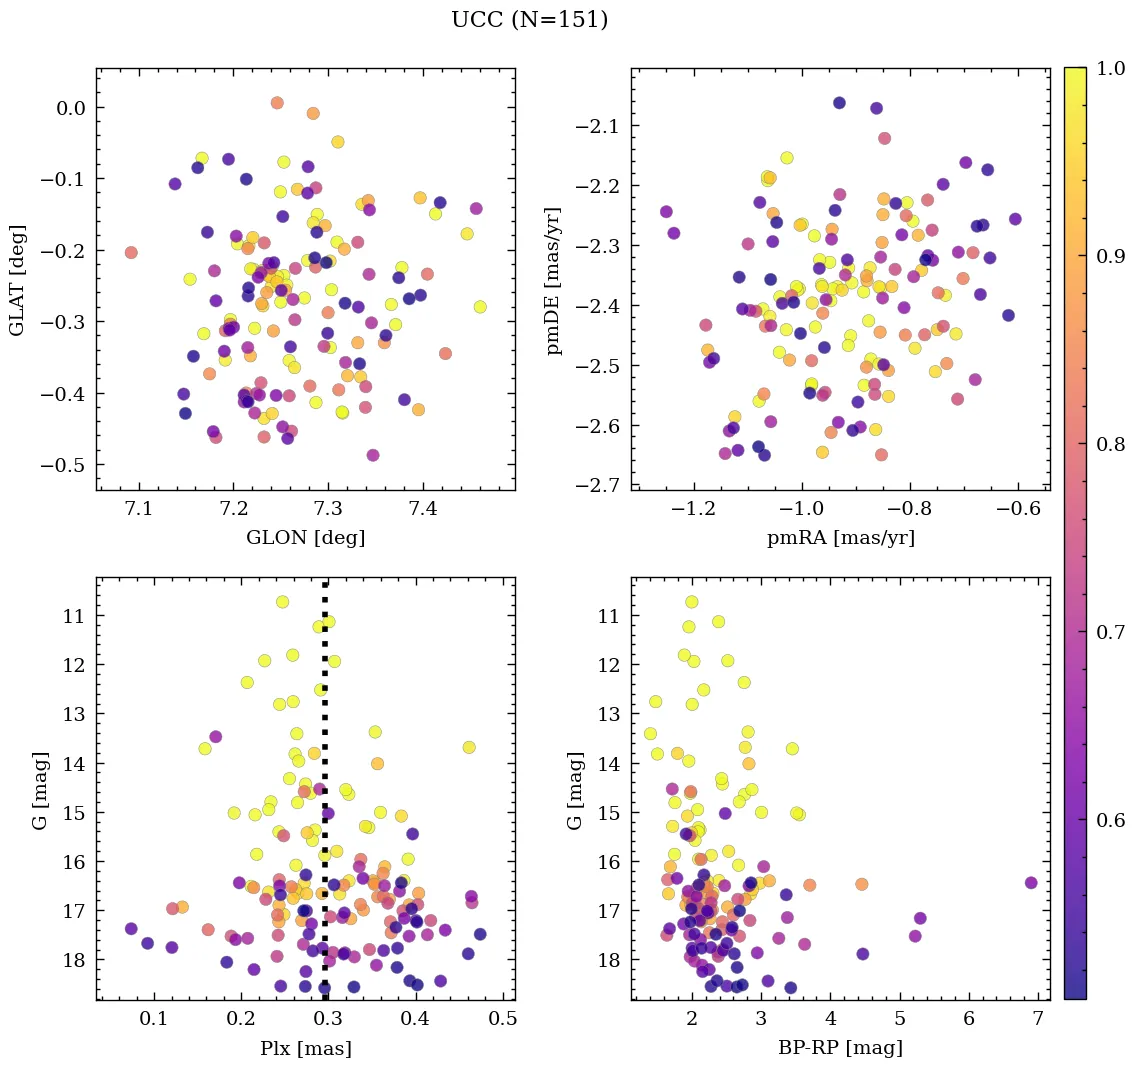 UCC (N=151)
0.0
−0.1
−0.2
−0.3
−0.4
−0.5
GLAT [deg]
7.1 7.2 7.3 7.4
GLON [deg]
−2.1
−2.2
−2.3
−2.4
−2.5
−2.6
−2.7
pmDE [mas/yr]
−1.2 −1.0 −0.8 −0.6
pmRA [mas/yr]
11
12
13
14
15
16
17
18
G [mag]
0.1 0.2 0.3 0.4 0.5
Plx [mas]
11
12
13
14
15
16
17
18
G [mag]
2 3 4 5 6 7
BP-RP [mag]
1.0
0.9
0.8
0.7
0.6